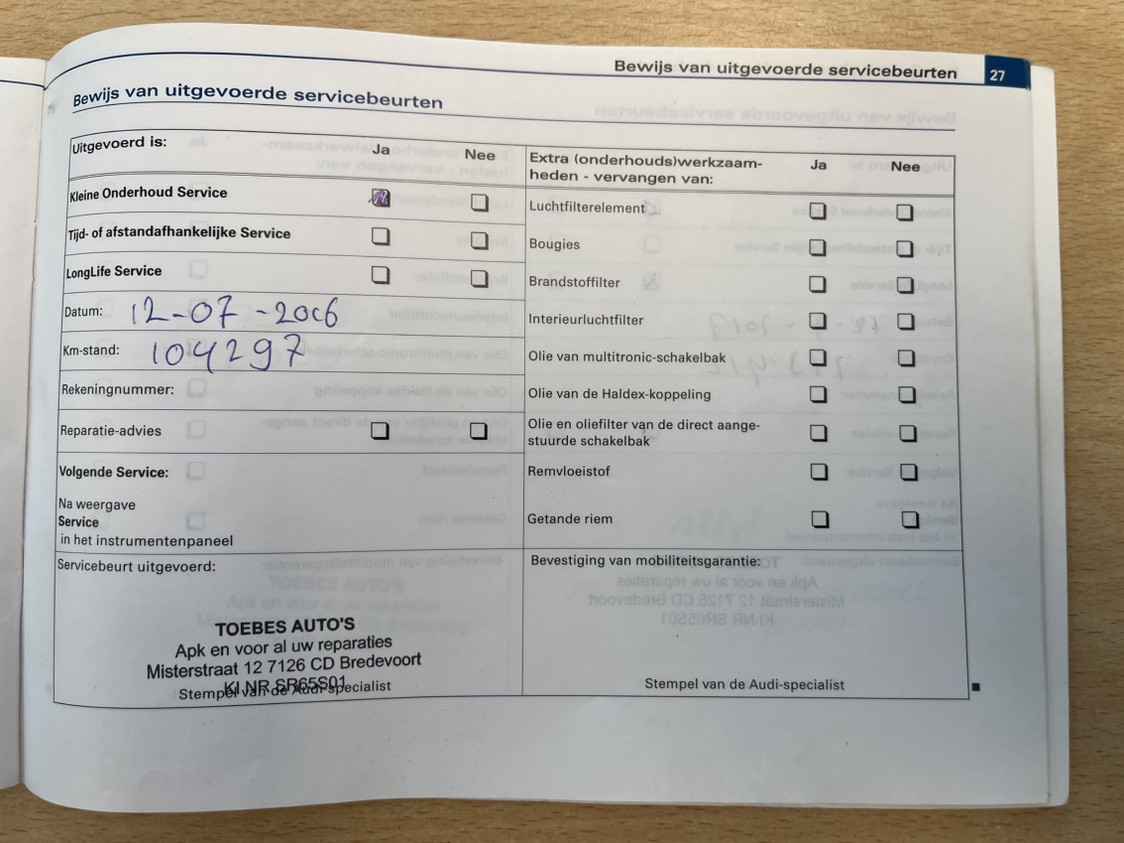 Bewijs van uitgevoerde servicebeurten 27
Bewijs van uitgevoerde servicebeurten
Uitgevoerd is: Ja Nee
Kleine Onderhoud Service
Tijd- of afstandafhankelijke Service
LongLife Service
Datum: 12-07-2006
Km-stand: 104297
Rekeningnummer:
Reparatie-advies
Volgende Service:
Na weergave
Service
in het instrumentenpaneel
Servicebeurt uitgevoerd:
TOEBES AUTO'S
Apk en voor al uw reparaties
Misterstraat 12 7126 CD Bredevoort
KI.NR SR65S01
Stempel van de Audi-specialist
Extra (onderhouds)werkzaam-
heden - vervangen van: Ja Nee
Luchtfilterelement
Bougies
Brandstoffilter
Interieurluchtfilter
Olie van multitronic-schakelbak
Olie van de Haldex-koppeling
Olie en oliefilter van de direct aange-
stuurde schakelbak
Remvloeistof
Getande riem
Bevestiging van mobiliteitsgarantie:
Stempel van de Audi-specialist